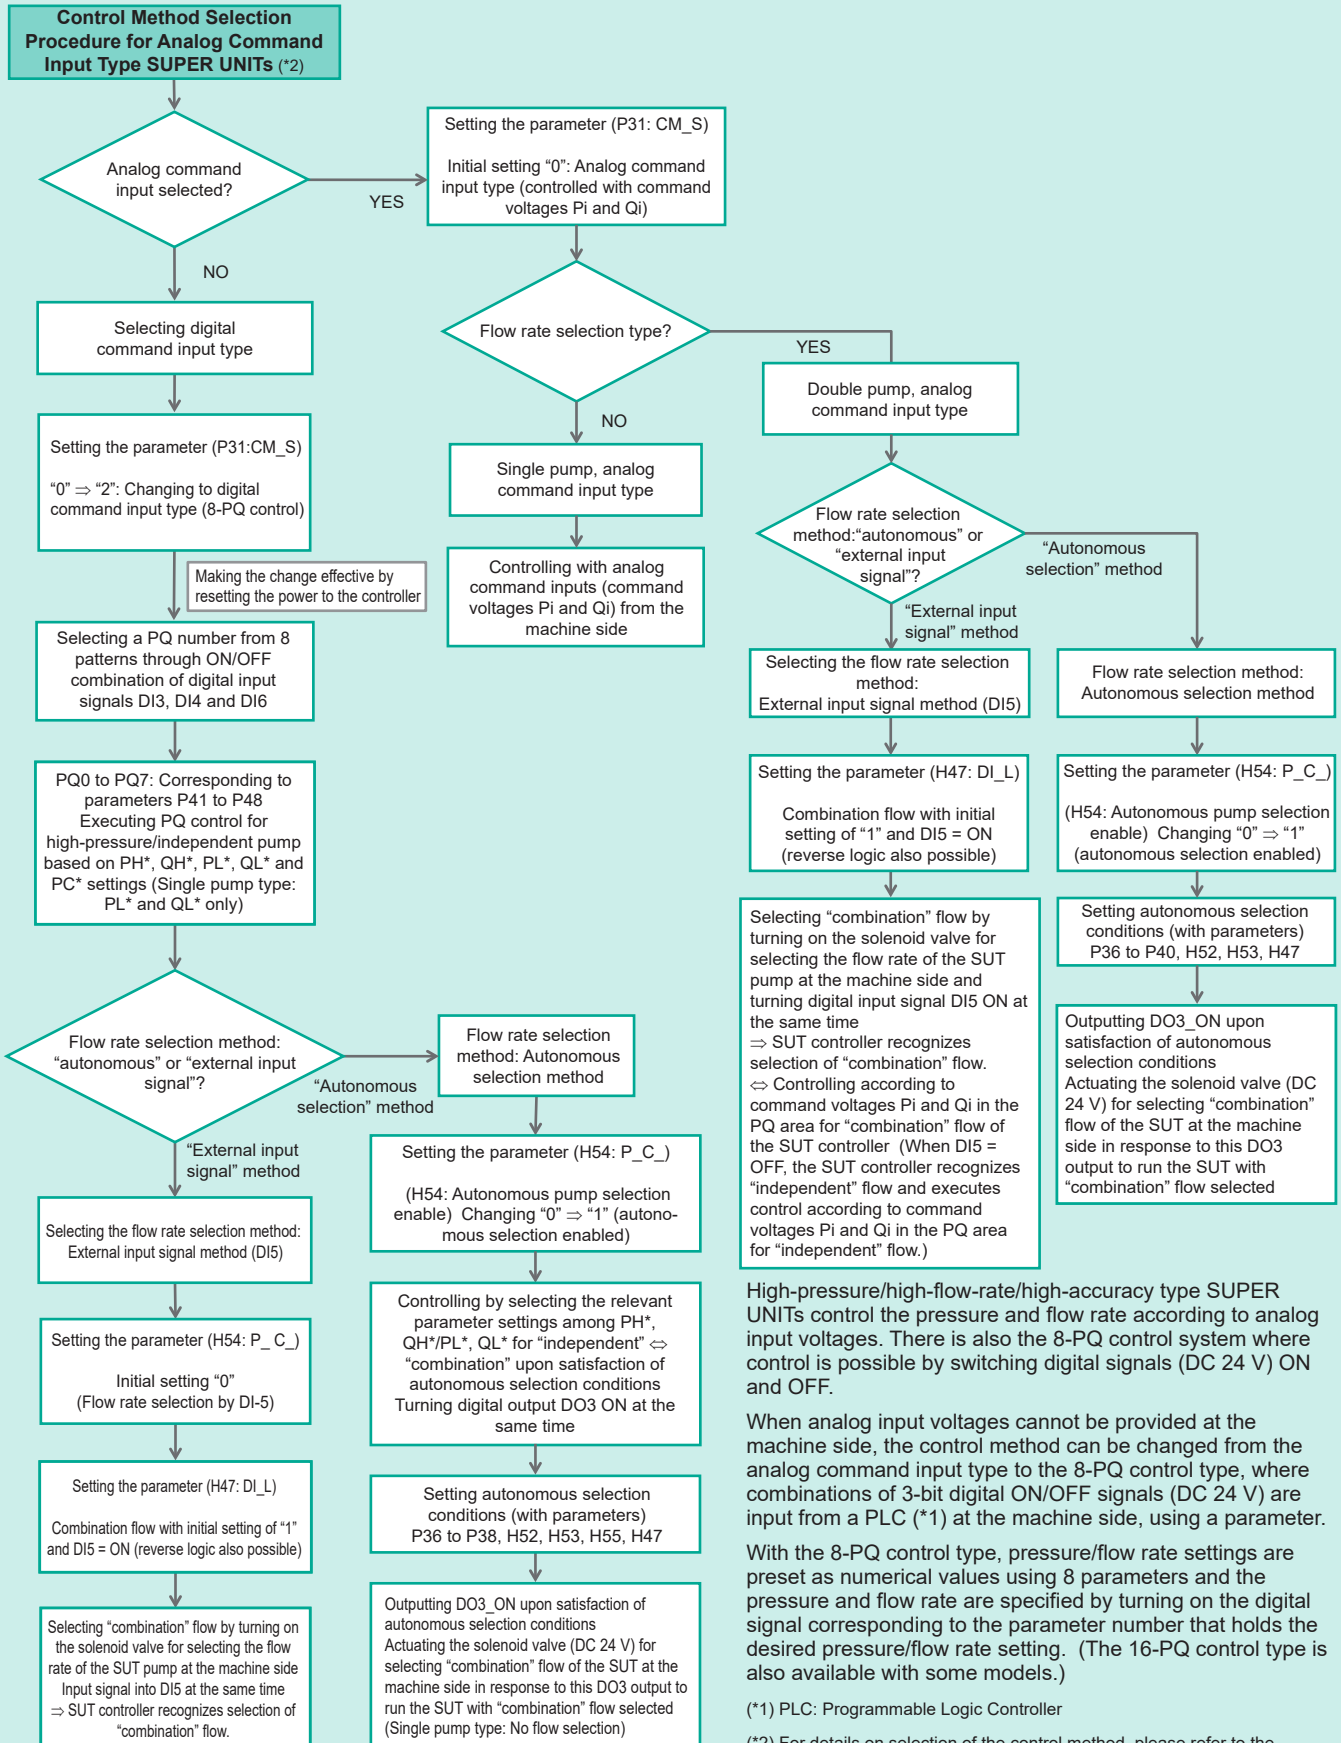 Control Method Selection
Procedure for Analog Command
Input Type SUPER UNITs (*2)
Analog command
input selected?
YES
NO
Setting the parameter (P31: CM_S)
Initial setting “0”: Analog command
input type (controlled with command
voltages Pi and Qi)
Selecting digital
command input type
Setting the parameter (P31:CM_S)
“0” ⇒ “2”: Changing to digital
command input type (8-PQ control)
Making the change effective by
resetting the power to the controller
Selecting a PQ number from 8
patterns through ON/OFF
combination of digital input
signals DI3, DI4 and DI6
PQ0 to PQ7: Corresponding to
parameters P41 to P48
Executing PQ control for
high-pressure/independent pump
based on PH*, QH*, PL*, QL* and
PC* settings (Single pump type:
PL* and QL* only)
Flow rate selection method:
“autonomous” or “external input
signal”?
“Autonomous
selection” method
“External input
signal” method
Selecting the flow rate selection method:
External input signal method (DI5)
Setting the parameter (H54: P_ C_)
Initial setting “0”
(Flow rate selection by DI-5)
Setting the parameter (H47: DI_L)
Combination flow with initial setting of “1”
and DI5 = ON (reverse logic also possible)
Selecting “combination” flow by turning on
the solenoid valve for selecting the flow
rate of the SUT pump at the machine side
Input signal into DI5 at the same time
⇒ SUT controller recognizes selection of
“combination” flow.
Flow rate selection
method: Autonomous
selection method
Setting the parameter (H54: P_C_)
(H54: Autonomous pump selection
enable)  Changing “0” ⇒ “1” (autono-
mous selection enabled)
Controlling by selecting the relevant
parameter settings among PH*,
QH*/PL*, QL* for “independent” ⇔
“combination” upon satisfaction of
autonomous selection conditions
Turning digital output DO3 ON at the
same time
Setting autonomous selection
conditions (with parameters)
P36 to P38, H52, H53, H55, H47
Outputting DO3_ON upon satisfaction of
autonomous selection conditions
Actuating the solenoid valve (DC 24 V) for
selecting “combination” flow of the SUT at the
machine side in response to this DO3 output to
run the SUT with “combination” flow selected
(Single pump type: No flow selection)
Flow rate selection type?
YES
NO
Single pump, analog
command input type
Controlling with analog
command inputs (command
voltages Pi and Qi) from the
machine side
Double pump, analog
command input type
Flow rate selection
method:“autonomous” or
“external input
signal”?
“Autonomous
selection” method
“External input
signal” method
Selecting the flow rate selection
method:
External input signal method (DI5)
Setting the parameter (H47: DI_L)
Combination flow with initial
setting of “1” and DI5 = ON
(reverse logic also possible)
Selecting “combination” flow by
turning on the solenoid valve for
selecting the flow rate of the SUT
pump at the machine side and
turning digital input signal DI5 ON at
the same time
⇒ SUT controller recognizes
selection of “combination” flow.
⇔ Controlling according to
command voltages Pi and Qi in the
PQ area for “combination” flow of
the SUT controller  (When DI5 =
OFF, the SUT controller recognizes
“independent” flow and executes
control according to command
voltages Pi and Qi in the PQ area
for “independent” flow.)
Flow rate selection method:
Autonomous selection method
Setting the parameter (H54: P_C_)
(H54: Autonomous pump selection
enable)  Changing “0” ⇒ “1”
(autonomous selection enabled)
Setting autonomous selection
conditions (with parameters)
P36 to P40, H52, H53, H47
Outputting DO3_ON upon
satisfaction of autonomous
selection conditions
Actuating the solenoid valve (DC
24 V) for selecting “combination”
flow of the SUT at the machine
side in response to this DO3
output to run the SUT with
“combination” flow selected
High-pressure/high-flow-rate/high-accuracy type SUPER
UNITs control the pressure and flow rate according to analog
input voltages. There is also the 8-PQ control system where
control is possible by switching digital signals (DC 24 V) ON
and OFF.
When analog input voltages cannot be provided at the
machine side, the control method can be changed from the
analog command input type to the 8-PQ control type, where
combinations of 3-bit digital ON/OFF signals (DC 24 V) are
input from a PLC (*1) at the machine side, using a parameter.
With the 8-PQ control type, pressure/flow rate settings are
preset as numerical values using 8 parameters and the
pressure and flow rate are specified by turning on the digital
signal corresponding to the parameter number that holds the
desired pressure/flow rate setting.  (The 16-PQ control type is
also available with some models.)
(*1) PLC: Programmable Logic Controller
(*2) For details on selection of the control method, please refer to the